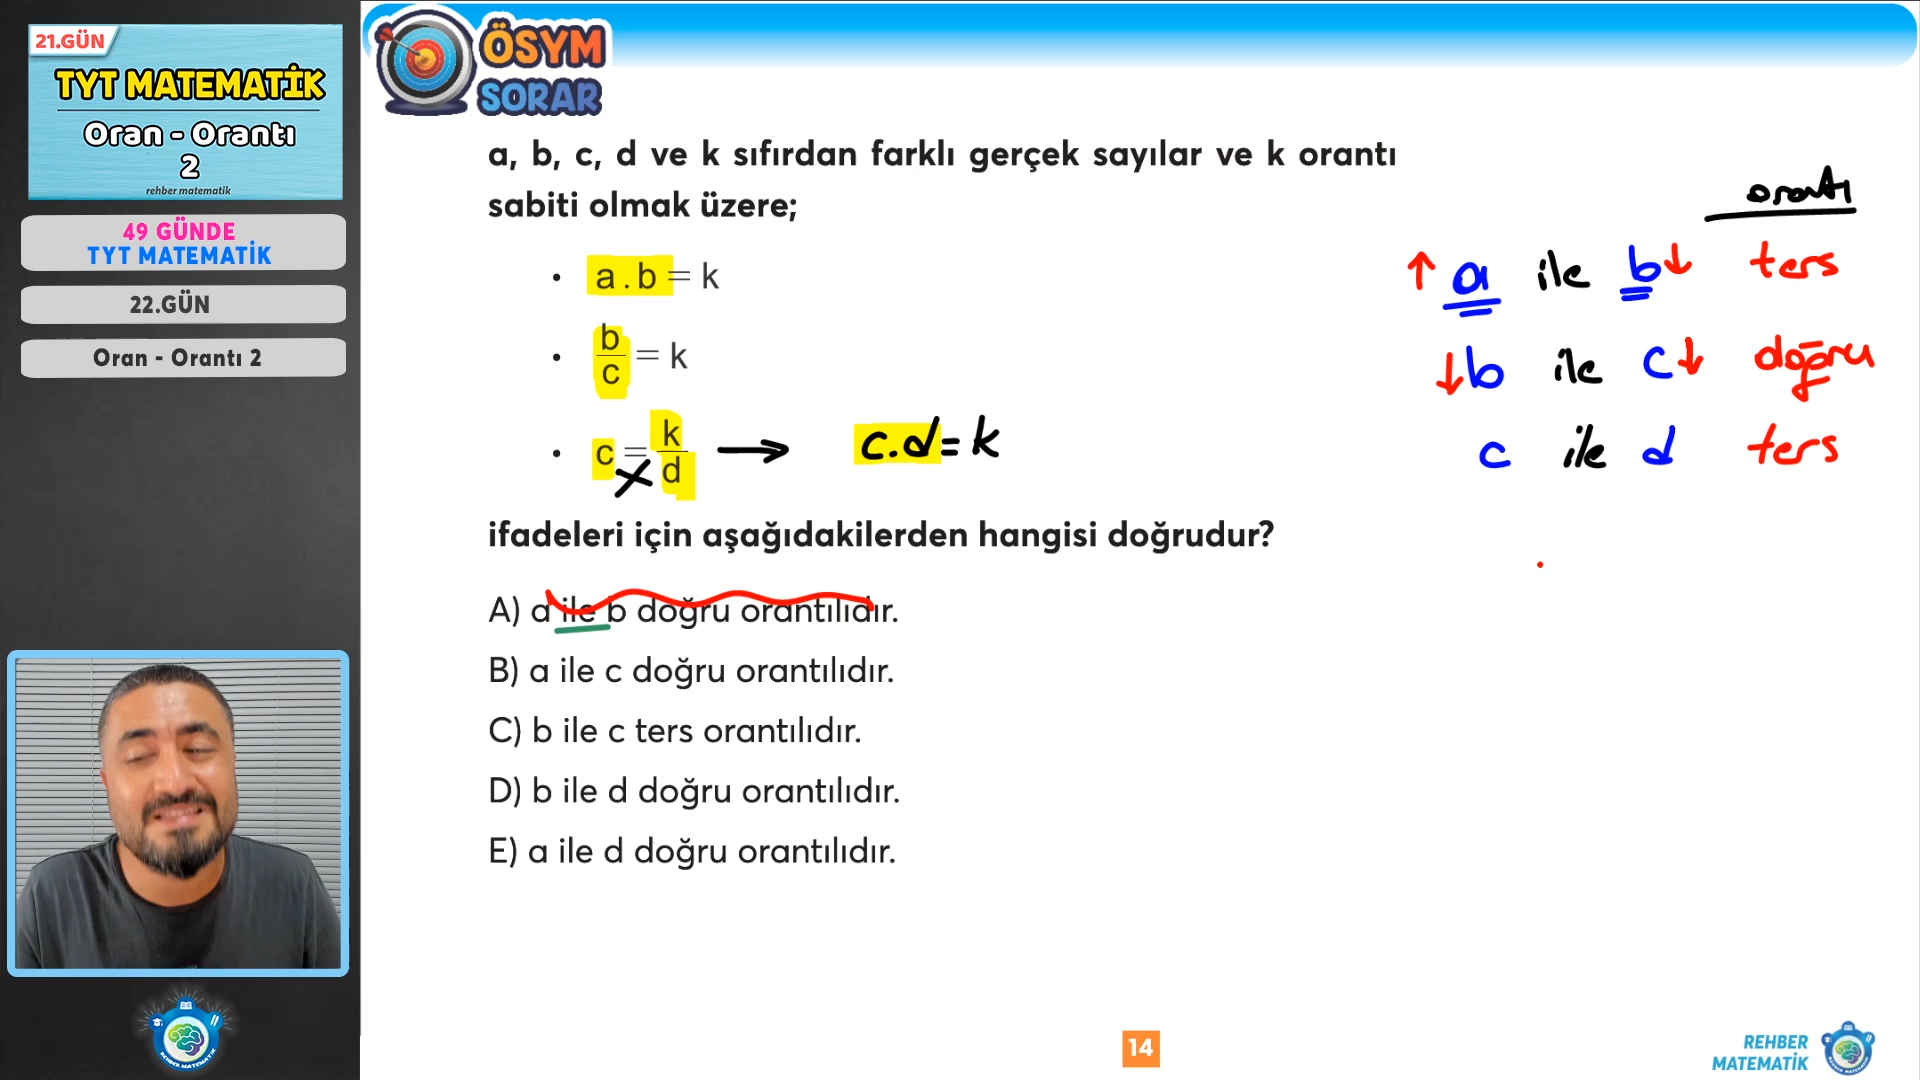 21.GÜN
TYT MATEMATİK
Oran - Orantı
2
rehber matematik
49 GÜNDE
TYT MATEMATİK
22.GÜN
Oran - Orantı 2
ÖSYM
SORAR
a, b, c, d ve k sıfırdan farklı gerçek sayılar ve k orantı
sabiti olmak üzere;
• a . b = k
• b/c = k
• c = k/d → c.d = k
ifadeleri için aşağıdakilerden hangisi doğrudur?
A) a ile b doğru orantılıdır.
B) a ile c doğru orantılıdır.
C) b ile c ters orantılıdır.
D) b ile d doğru orantılıdır.
E) a ile d doğru orantılıdır.
orantı
↑ a ile b ↓ ters
↓ b ile c ↓ doğru
c ile d ters
14
REHBER
MATEMATİK
REHBER MATEMATİK